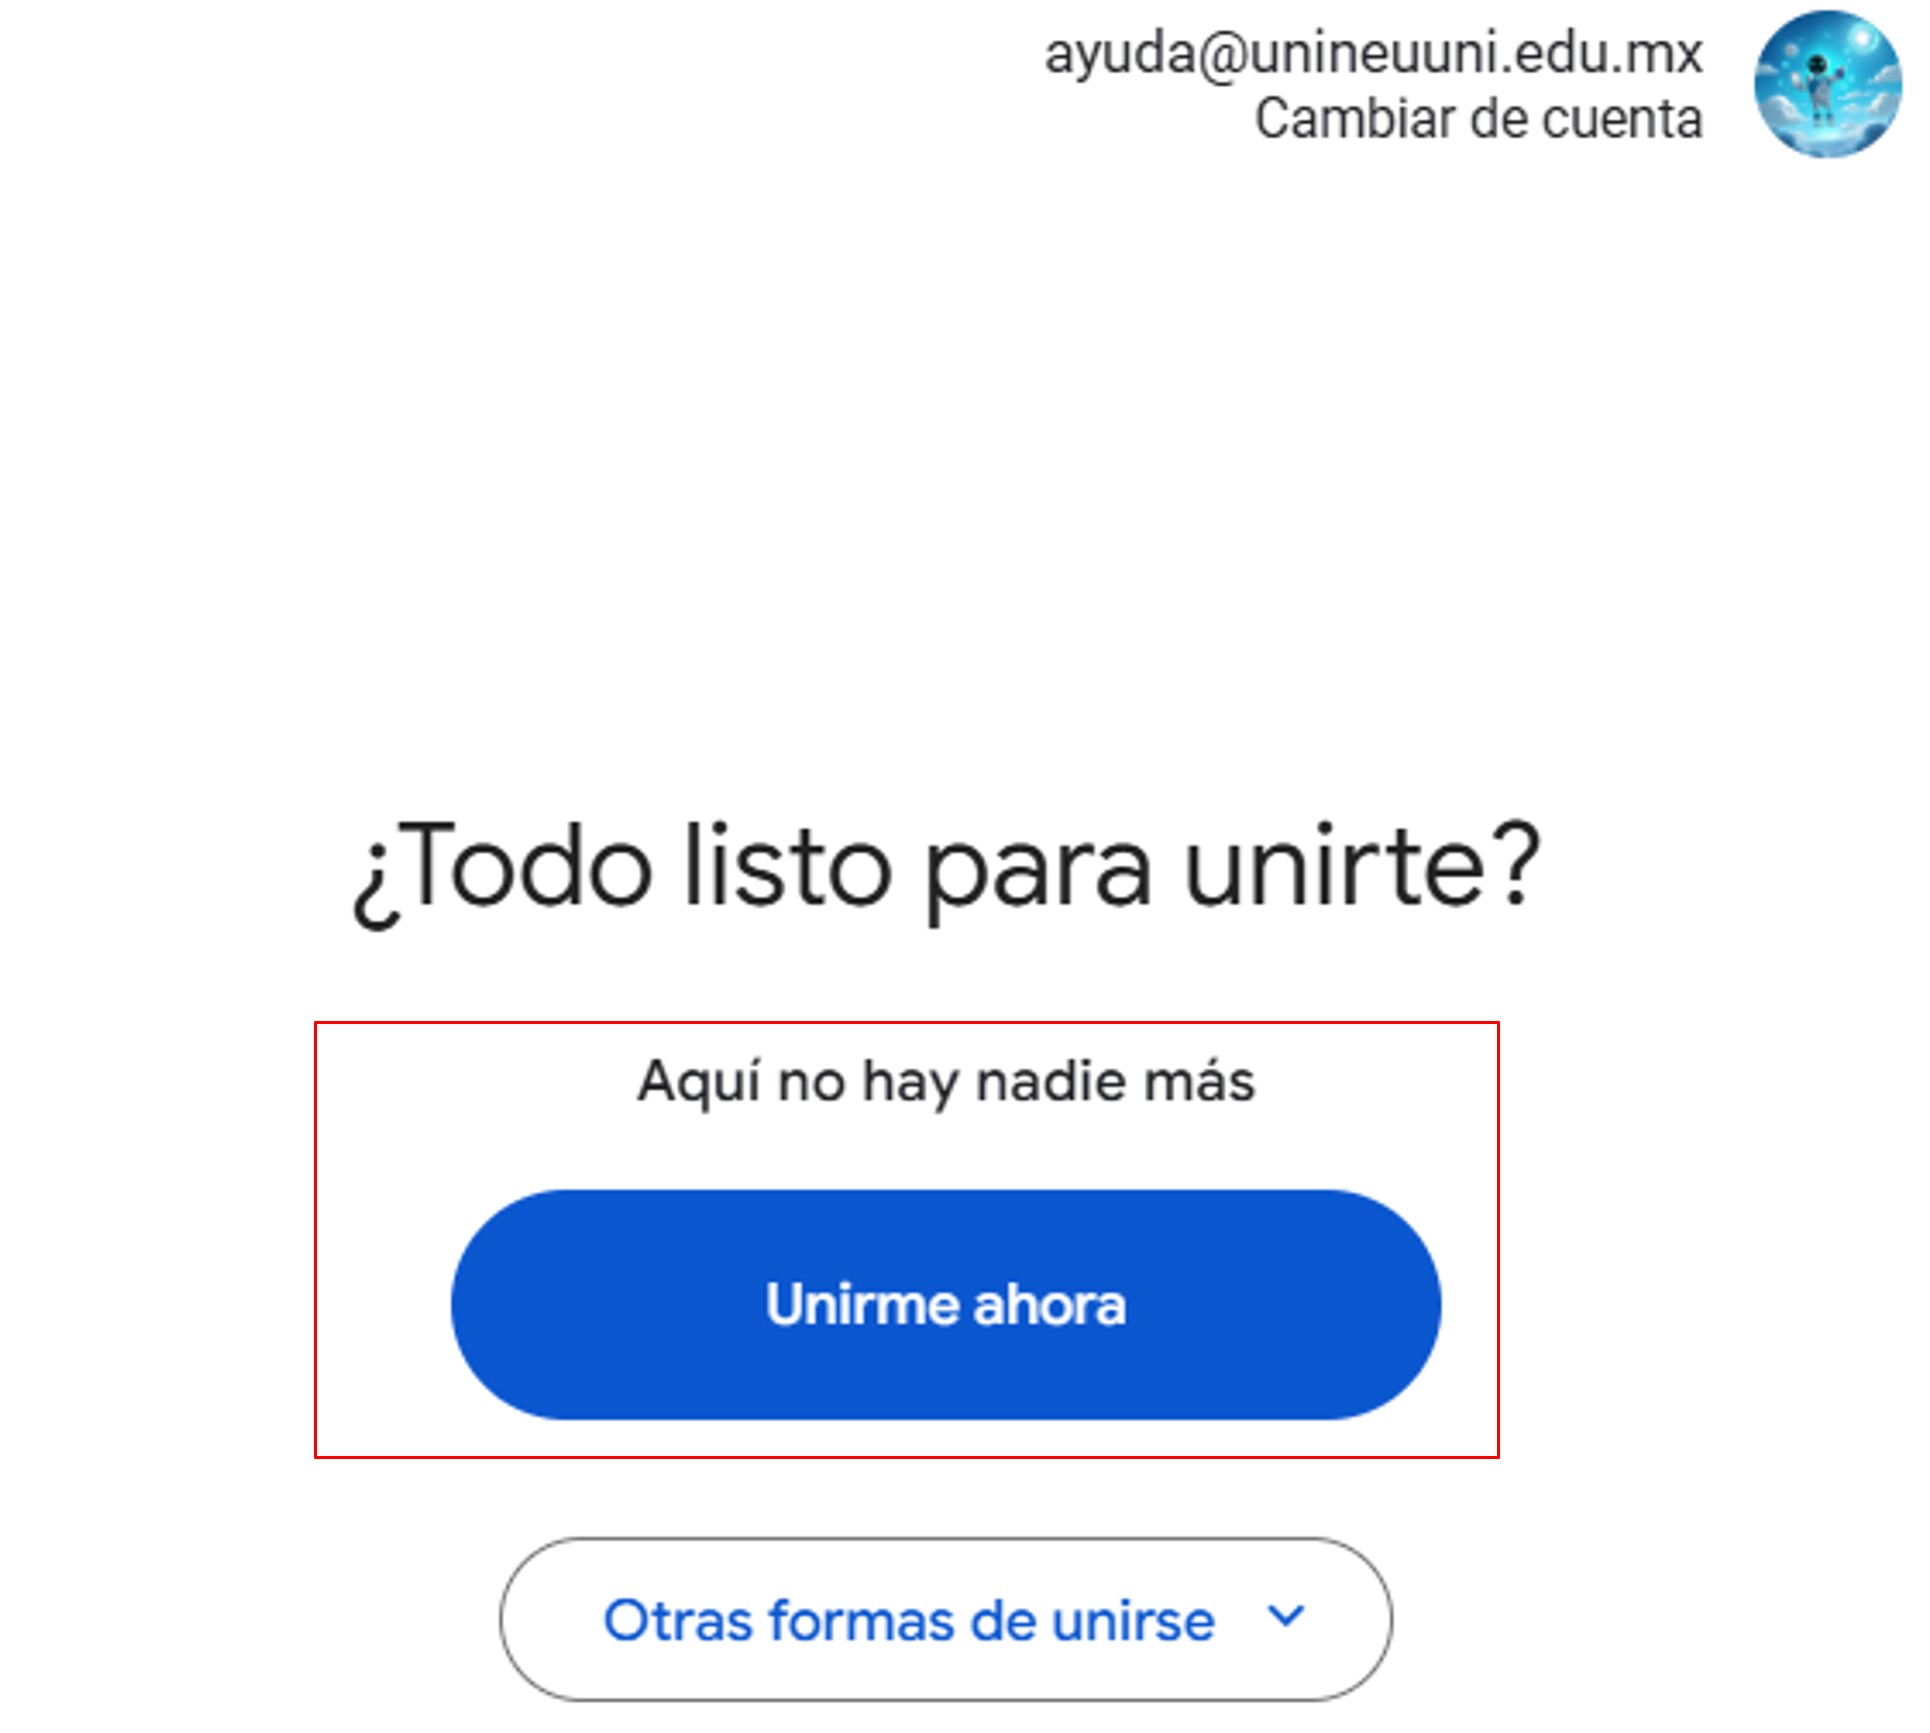 ayuda@unineuuni.edu.mx
Cambiar de cuenta
¿Todo listo para unirte?
Aquí no hay nadie más
Unirme ahora
Otras formas de unirse